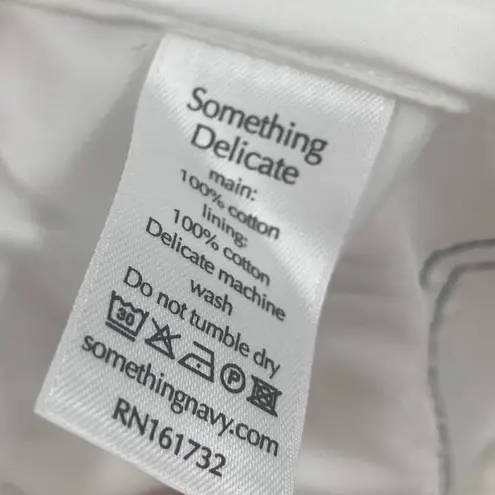 Something
Delicate
main:
100% cotton
lining:
100% cotton
Delicate machine
wash
Do not tumble dry
30 P
somethingnavy.com
RN161732